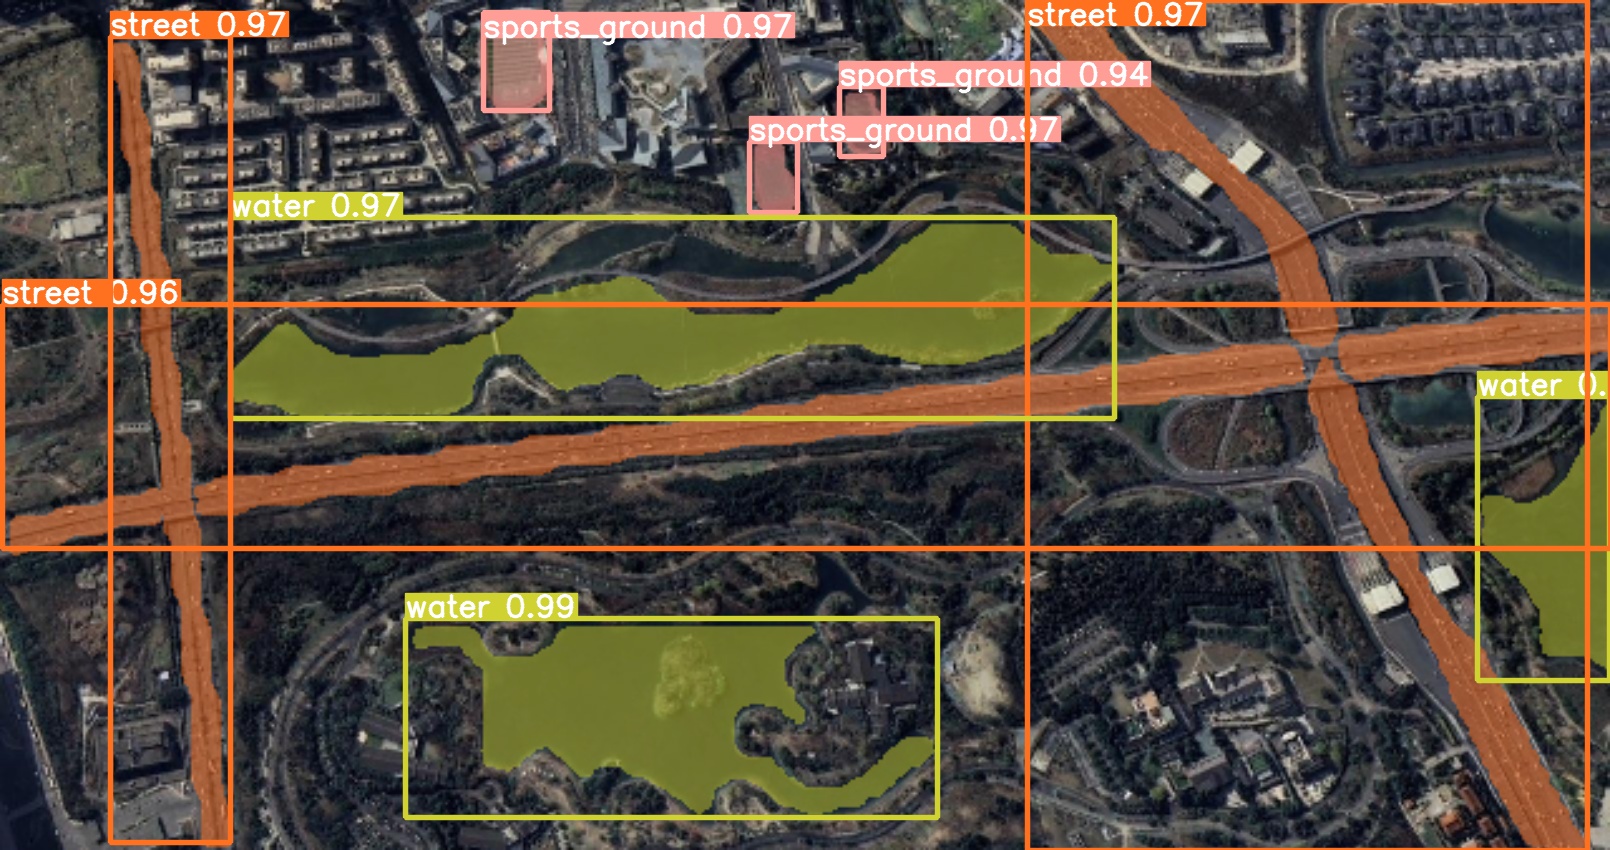 street 0.97
sports_ground 0.97
street 0.97
sports_ground 0.94
sports_ground 0.97
water 0.97
street 0.96
water 0.
water 0.99